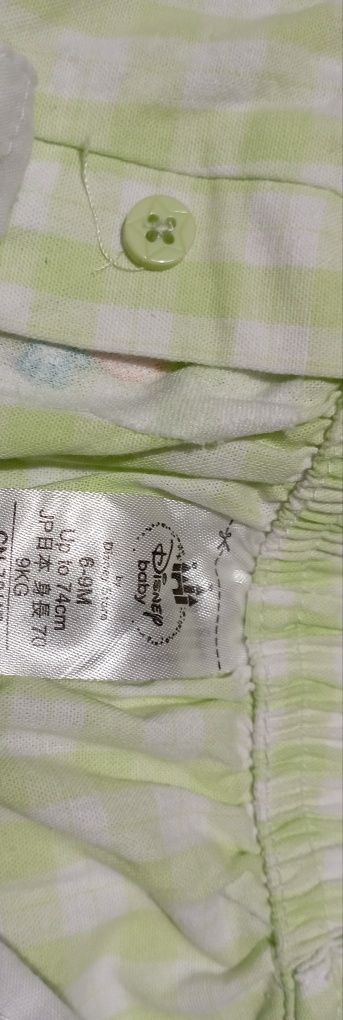 Disney
baby
by
Disney Store
6-9M
Up to 74cm
JP日本 身長 70
9KG